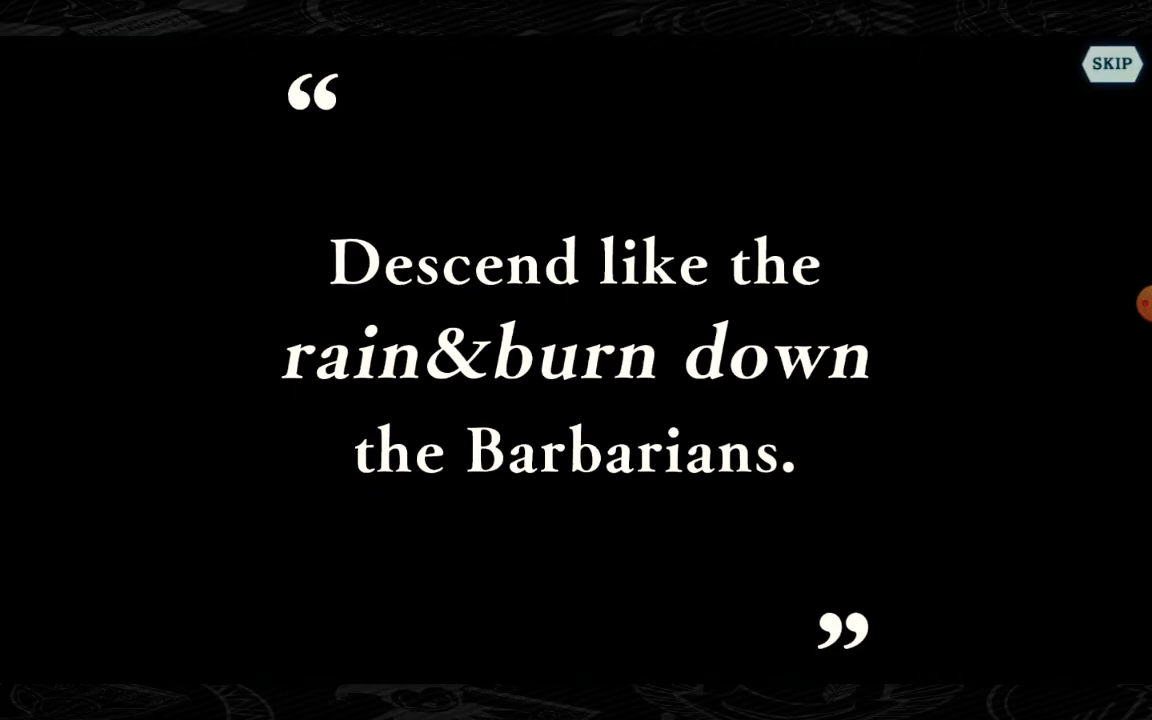 SKIP
“
Descend like the
rain&burn down
the Barbarians.
”